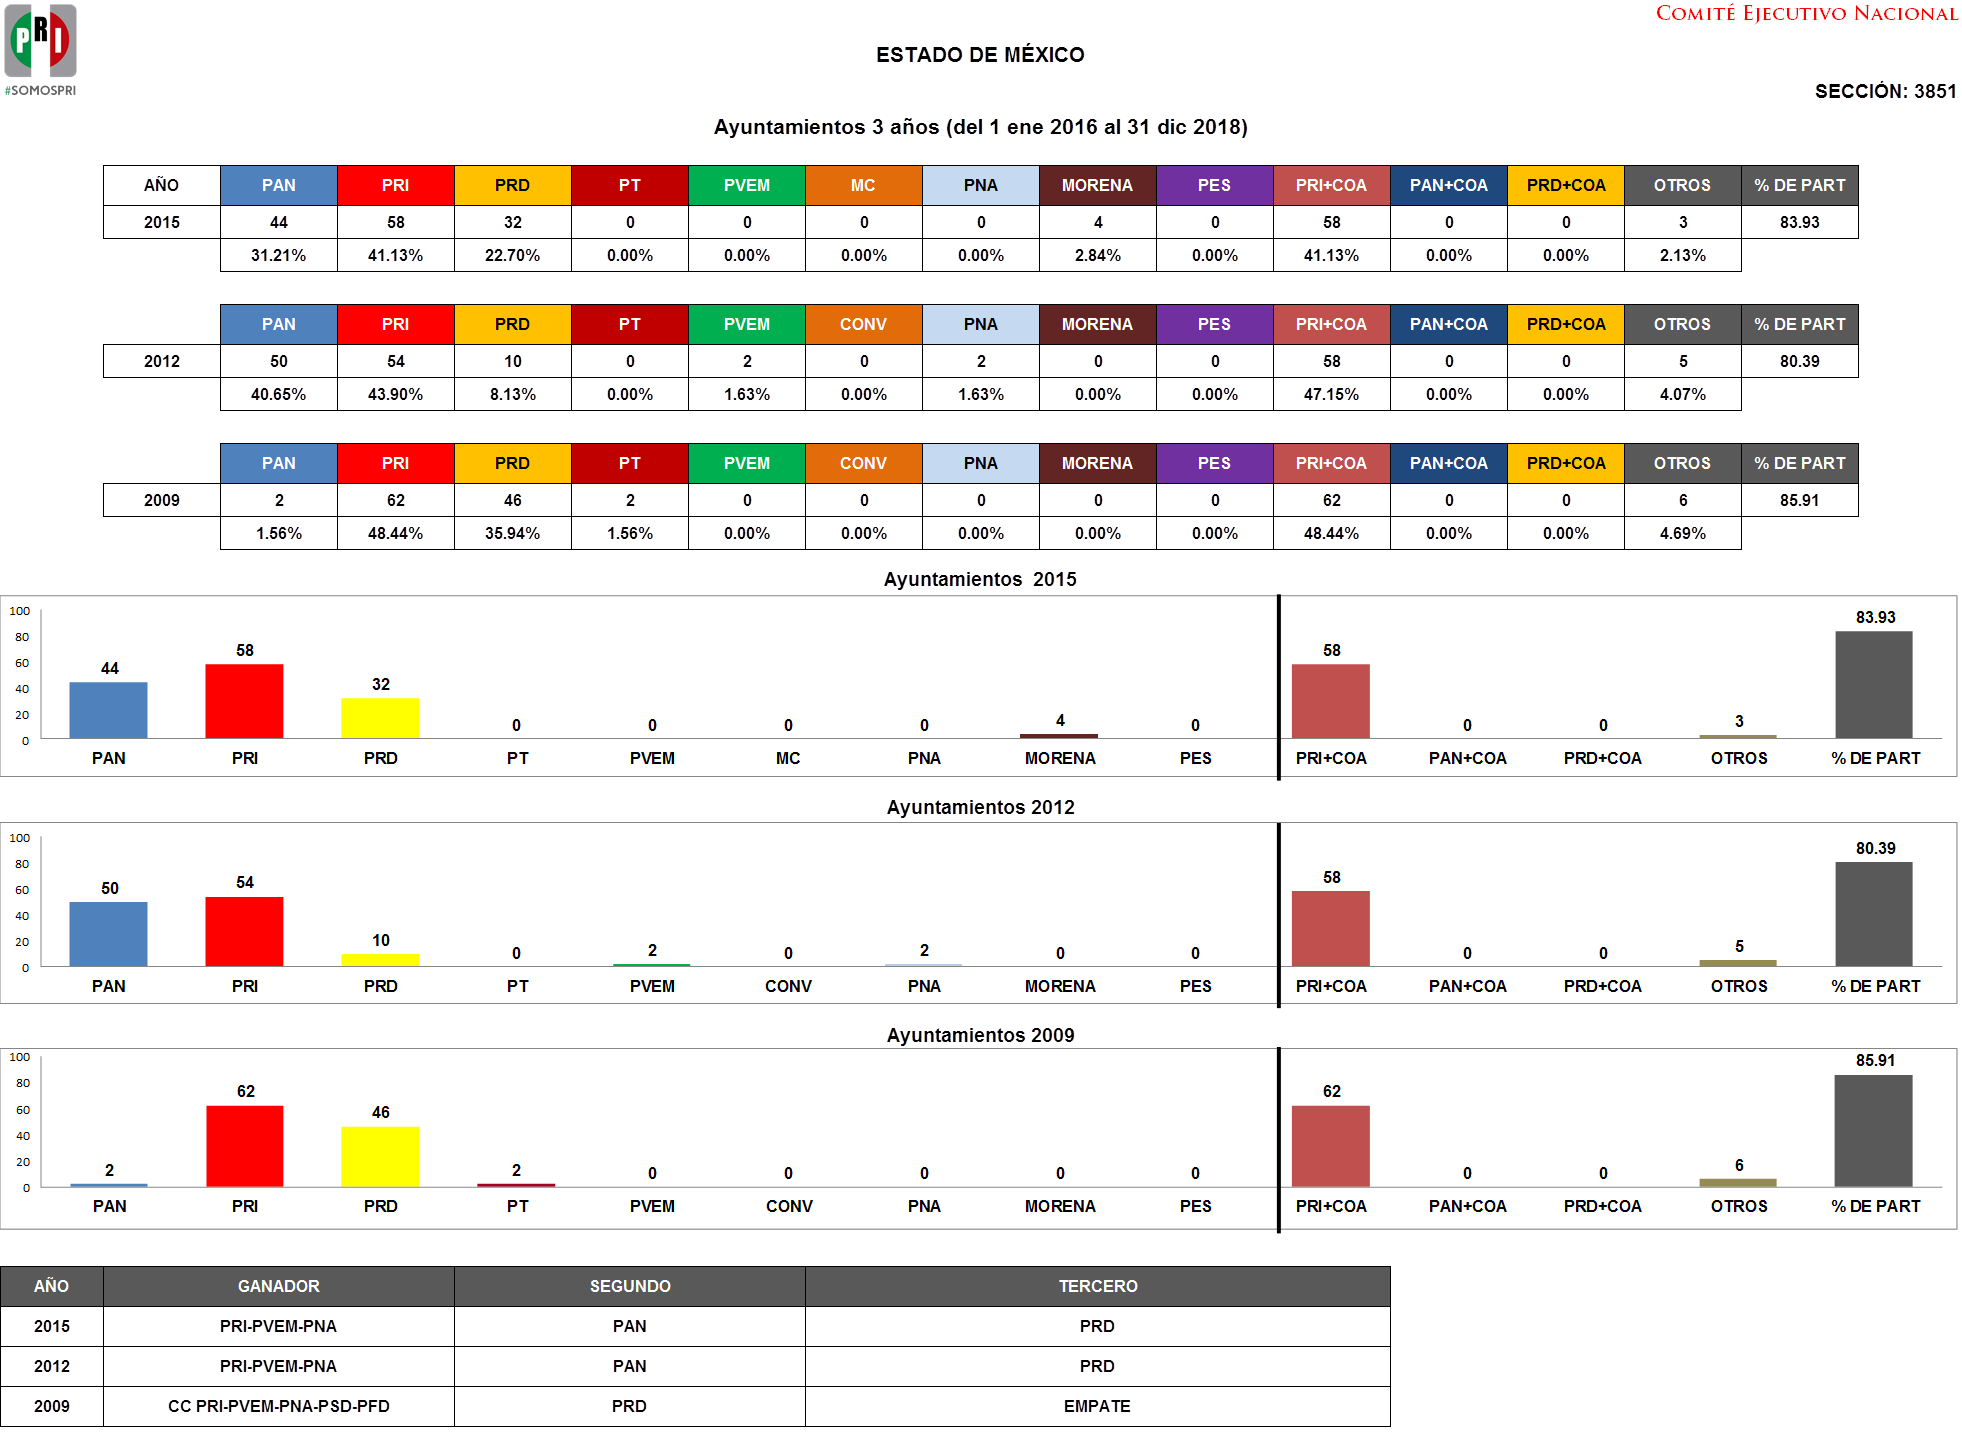 PRI
#SOMOSPRI
COMITÉ EJECUTIVO NACIONAL
ESTADO DE MÉXICO
SECCIÓN: 3851
Ayuntamientos 3 años (del 1 ene 2016 al 31 dic 2018)
AÑO PAN PRI PRD PT PVEM MC PNA MORENA PES PRI+COA PAN+COA PRD+COA OTROS % DE PART
2015 44 58 32 0 0 0 0 4 0 58 0 0 3 83.93
31.21% 41.13% 22.70% 0.00% 0.00% 0.00% 0.00% 2.84% 0.00% 41.13% 0.00% 0.00% 2.13%
PAN PRI PRD PT PVEM CONV PNA MORENA PES PRI+COA PAN+COA PRD+COA OTROS % DE PART
2012 50 54 10 0 2 0 2 0 0 58 0 0 5 80.39
40.65% 43.90% 8.13% 0.00% 1.63% 0.00% 1.63% 0.00% 0.00% 47.15% 0.00% 0.00% 4.07%
PAN PRI PRD PT PVEM CONV PNA MORENA PES PRI+COA PAN+COA PRD+COA OTROS % DE PART
2009 2 62 46 2 0 0 0 0 0 62 0 0 6 85.91
1.56% 48.44% 35.94% 1.56% 0.00% 0.00% 0.00% 0.00% 0.00% 48.44% 0.00% 0.00% 4.69%
Ayuntamientos 2015
100
80
60
40
20
0
44 58 32 0 0 0 0 4 0 58 0 0 3 83.93
PAN PRI PRD PT PVEM MC PNA MORENA PES PRI+COA PAN+COA PRD+COA OTROS % DE PART
Ayuntamientos 2012
100
80
60
40
20
0
50 54 10 0 2 0 2 0 0 58 0 0 5 80.39
PAN PRI PRD PT PVEM CONV PNA MORENA PES PRI+COA PAN+COA PRD+COA OTROS % DE PART
Ayuntamientos 2009
100
80
60
40
20
0
2 62 46 2 0 0 0 0 0 62 0 0 6 85.91
PAN PRI PRD PT PVEM CONV PNA MORENA PES PRI+COA PAN+COA PRD+COA OTROS % DE PART
AÑO GANADOR SEGUNDO TERCERO
2015 PRI-PVEM-PNA PAN PRD
2012 PRI-PVEM-PNA PAN PRD
2009 CC PRI-PVEM-PNA-PSD-PFD PRD EMPATE